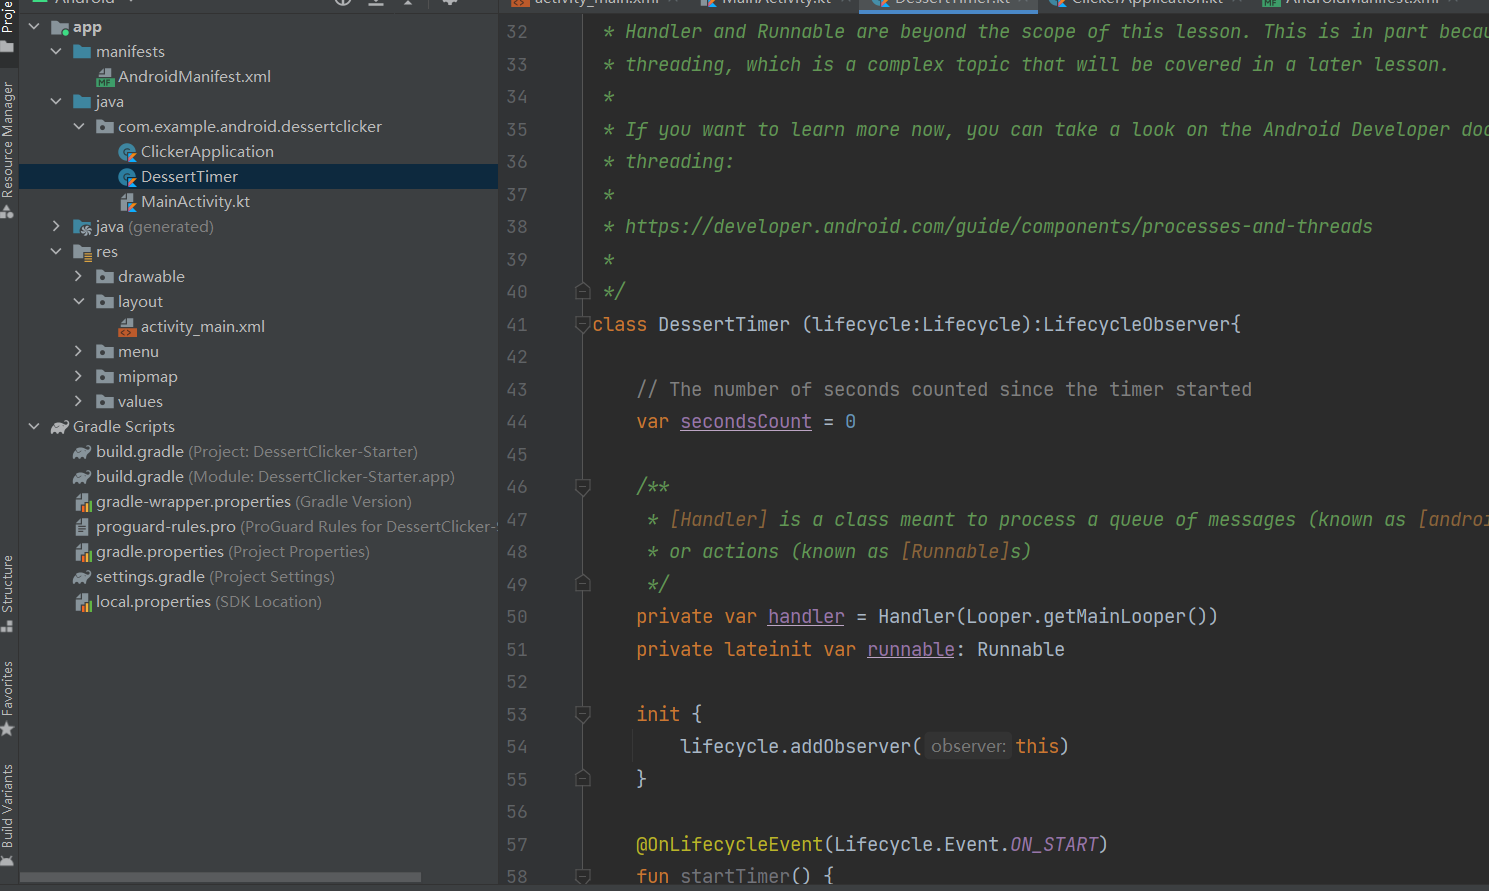 Android
app
manifests
AndroidManifest.xml
java
com.example.android.dessertclicker
ClickerApplication
DessertTimer
MainActivity.kt
java (generated)
res
drawable
layout
activity_main.xml
menu
mipmap
values
Gradle Scripts
build.gradle (Project: DessertClicker-Starter)
build.gradle (Module: DessertClicker-Starter.app)
gradle-wrapper.properties (Gradle Version)
proguard-rules.pro (ProGuard Rules for DessertClicker-
gradle.properties (Project Properties)
settings.gradle (Project Settings)
local.properties (SDK Location)
Resource Manager
Structure
Favorites
Build Variants
activity_main.xml MainActivity.kt DessertTimer.kt ClickerApplication.kt AndroidManifest.xml
32 * Handler and Runnable are beyond the scope of this lesson. This is in part becau
33 * threading, which is a complex topic that will be covered in a later lesson.
34 *
35 * If you want to learn more now, you can take a look on the Android Developer doc
36 * threading:
37 *
38 * https://developer.android.com/guide/components/processes-and-threads
39 *
40 */
41 class DessertTimer (lifecycle:Lifecycle):LifecycleObserver{
42
43 // The number of seconds counted since the timer started
44 var secondsCount = 0
45
46 /**
47 * [Handler] is a class meant to process a queue of messages (known as [androi
48 * or actions (known as [Runnable]s)
49 */
50 private var handler = Handler(Looper.getMainLooper())
51 private lateinit var runnable: Runnable
52
53 init {
54 lifecycle.addObserver( observer: this)
55 }
56
57 @OnLifecycleEvent(Lifecycle.Event.ON_START)
58 fun startTimer() {